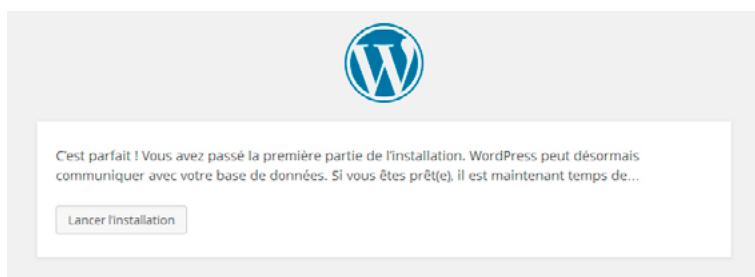 C'est parfait ! Vous avez passé la première partie de l'installation. WordPress peut désormais
communiquer avec votre base de données. Si vous êtes prêt(e), il est maintenant temps de…
Lancer l'installation